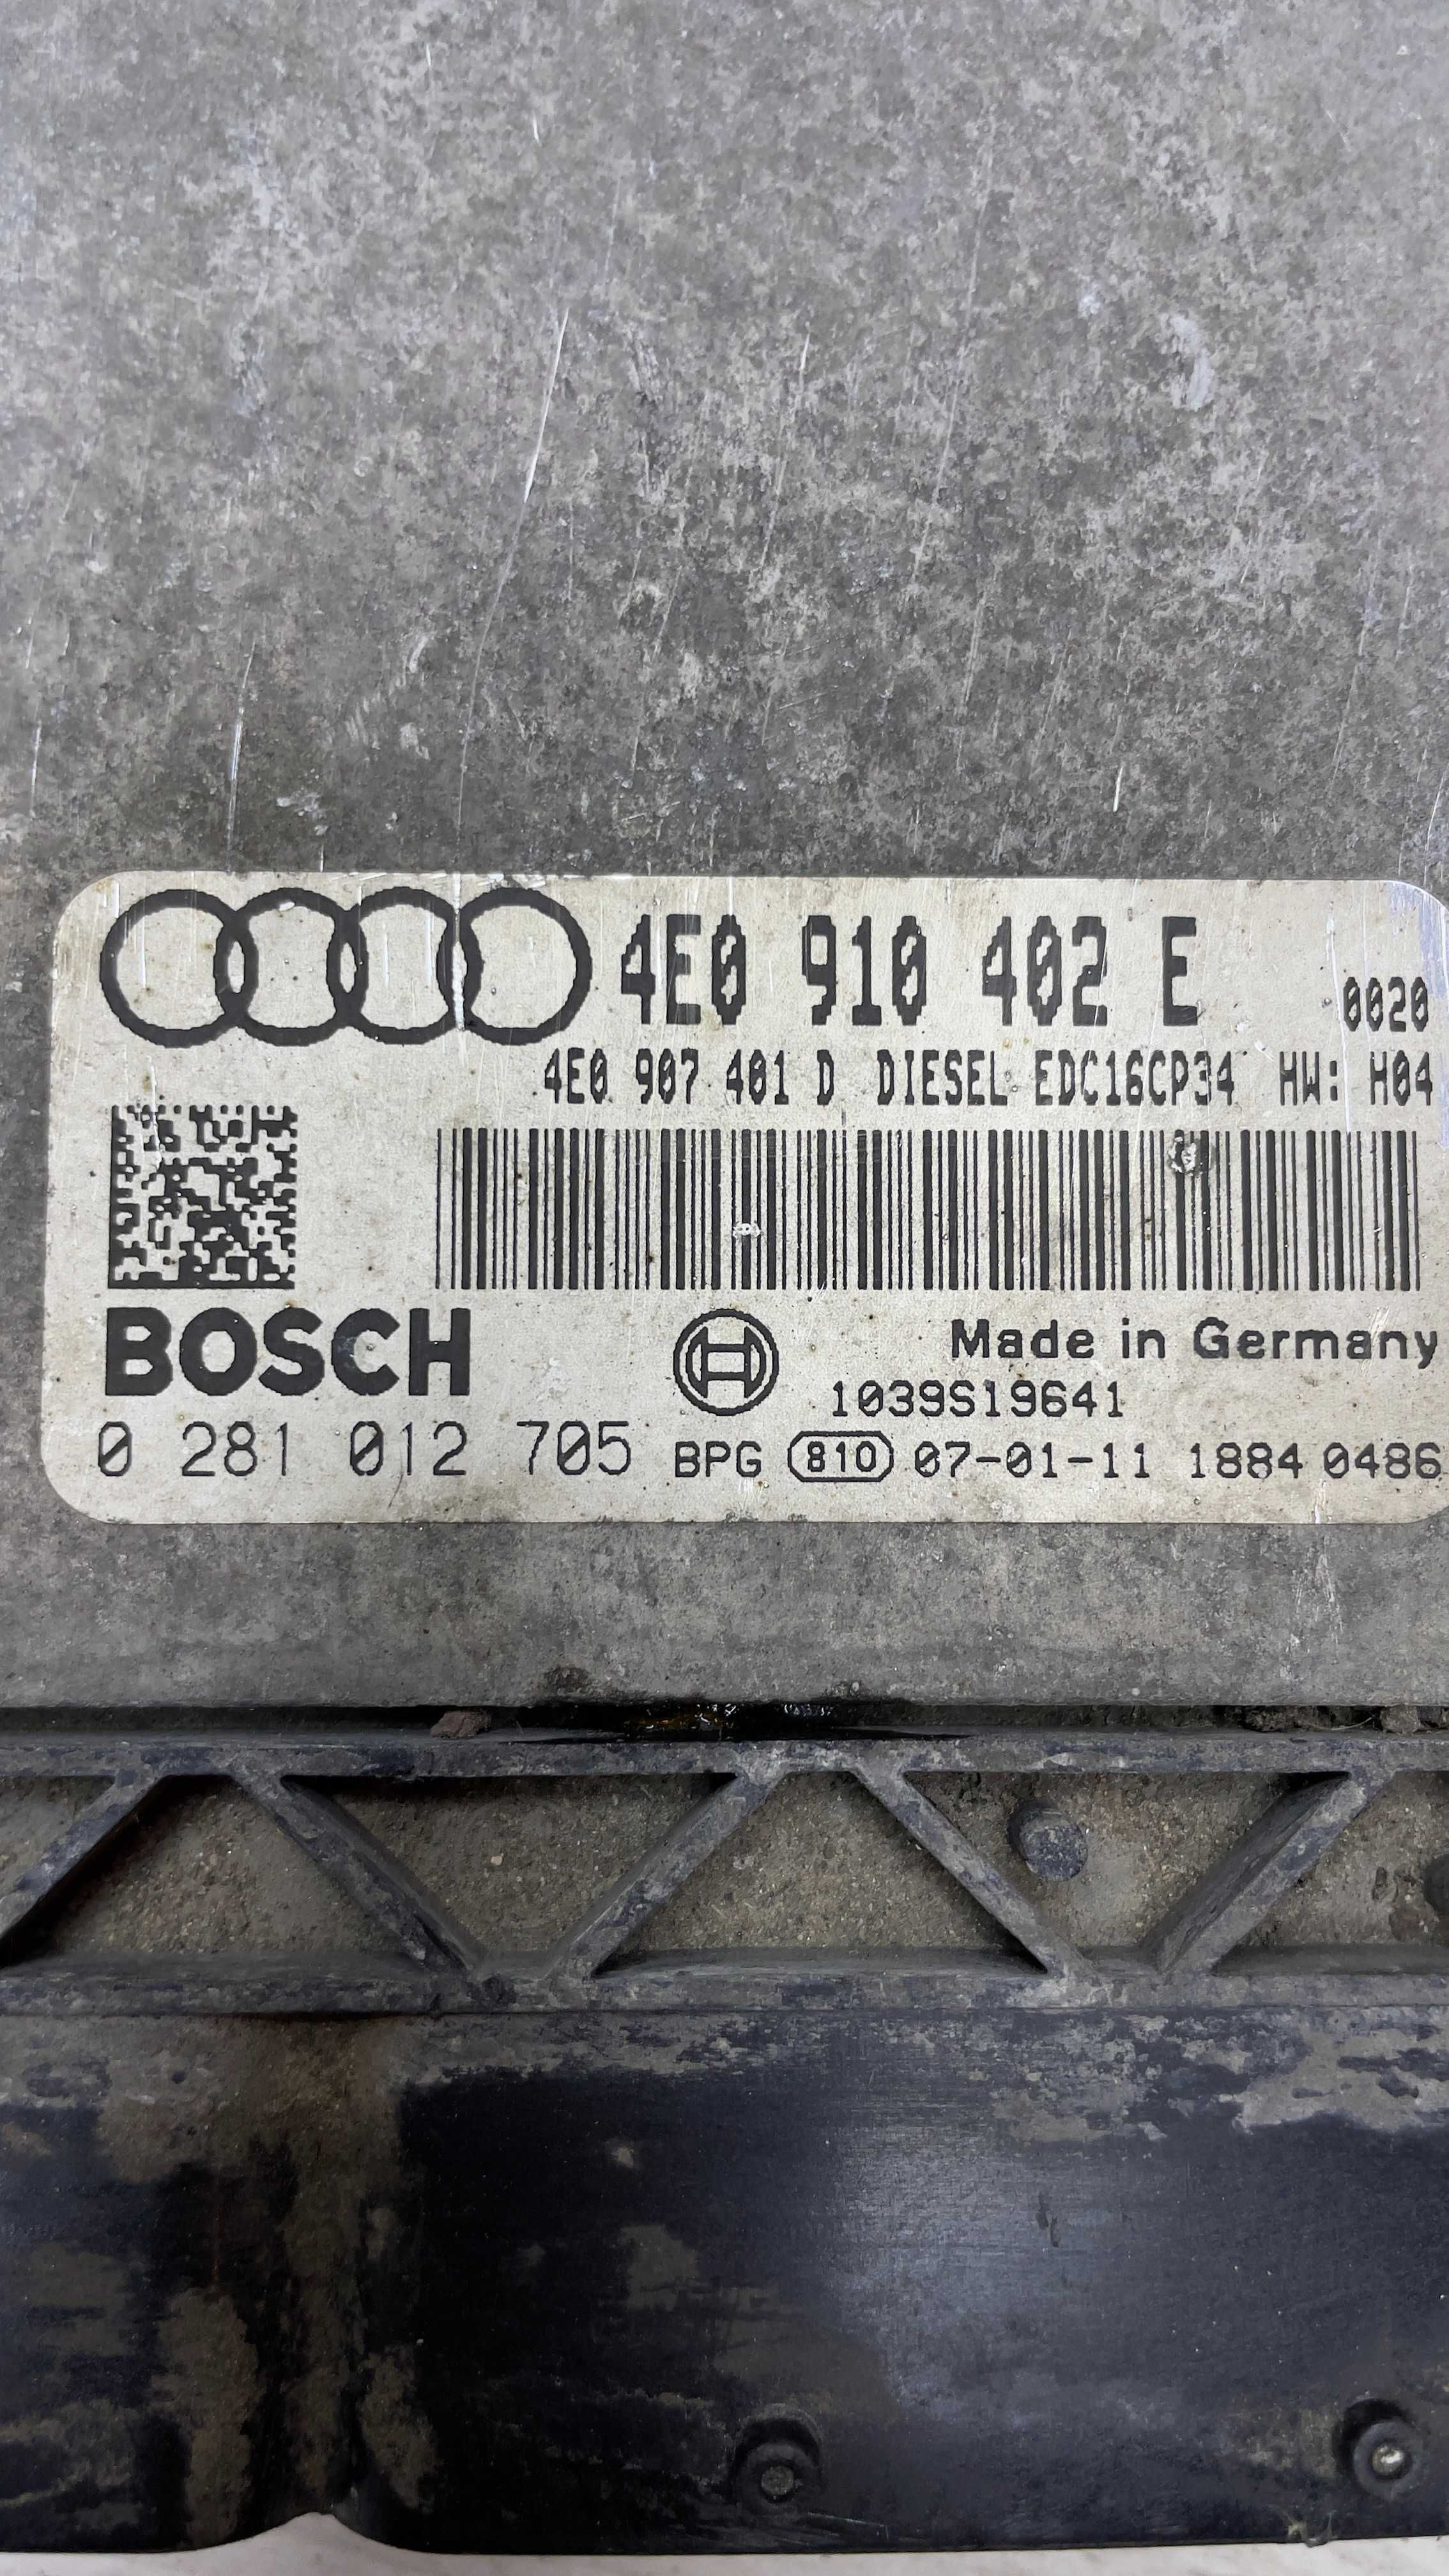 4E0 910 402 E 0020
4E0 907 401 D DIESEL EDC16CP34 HW: H04
BOSCH
Made in Germany
1039S19641
0 281 012 705 BPG 810 07-01-11 1884 0486